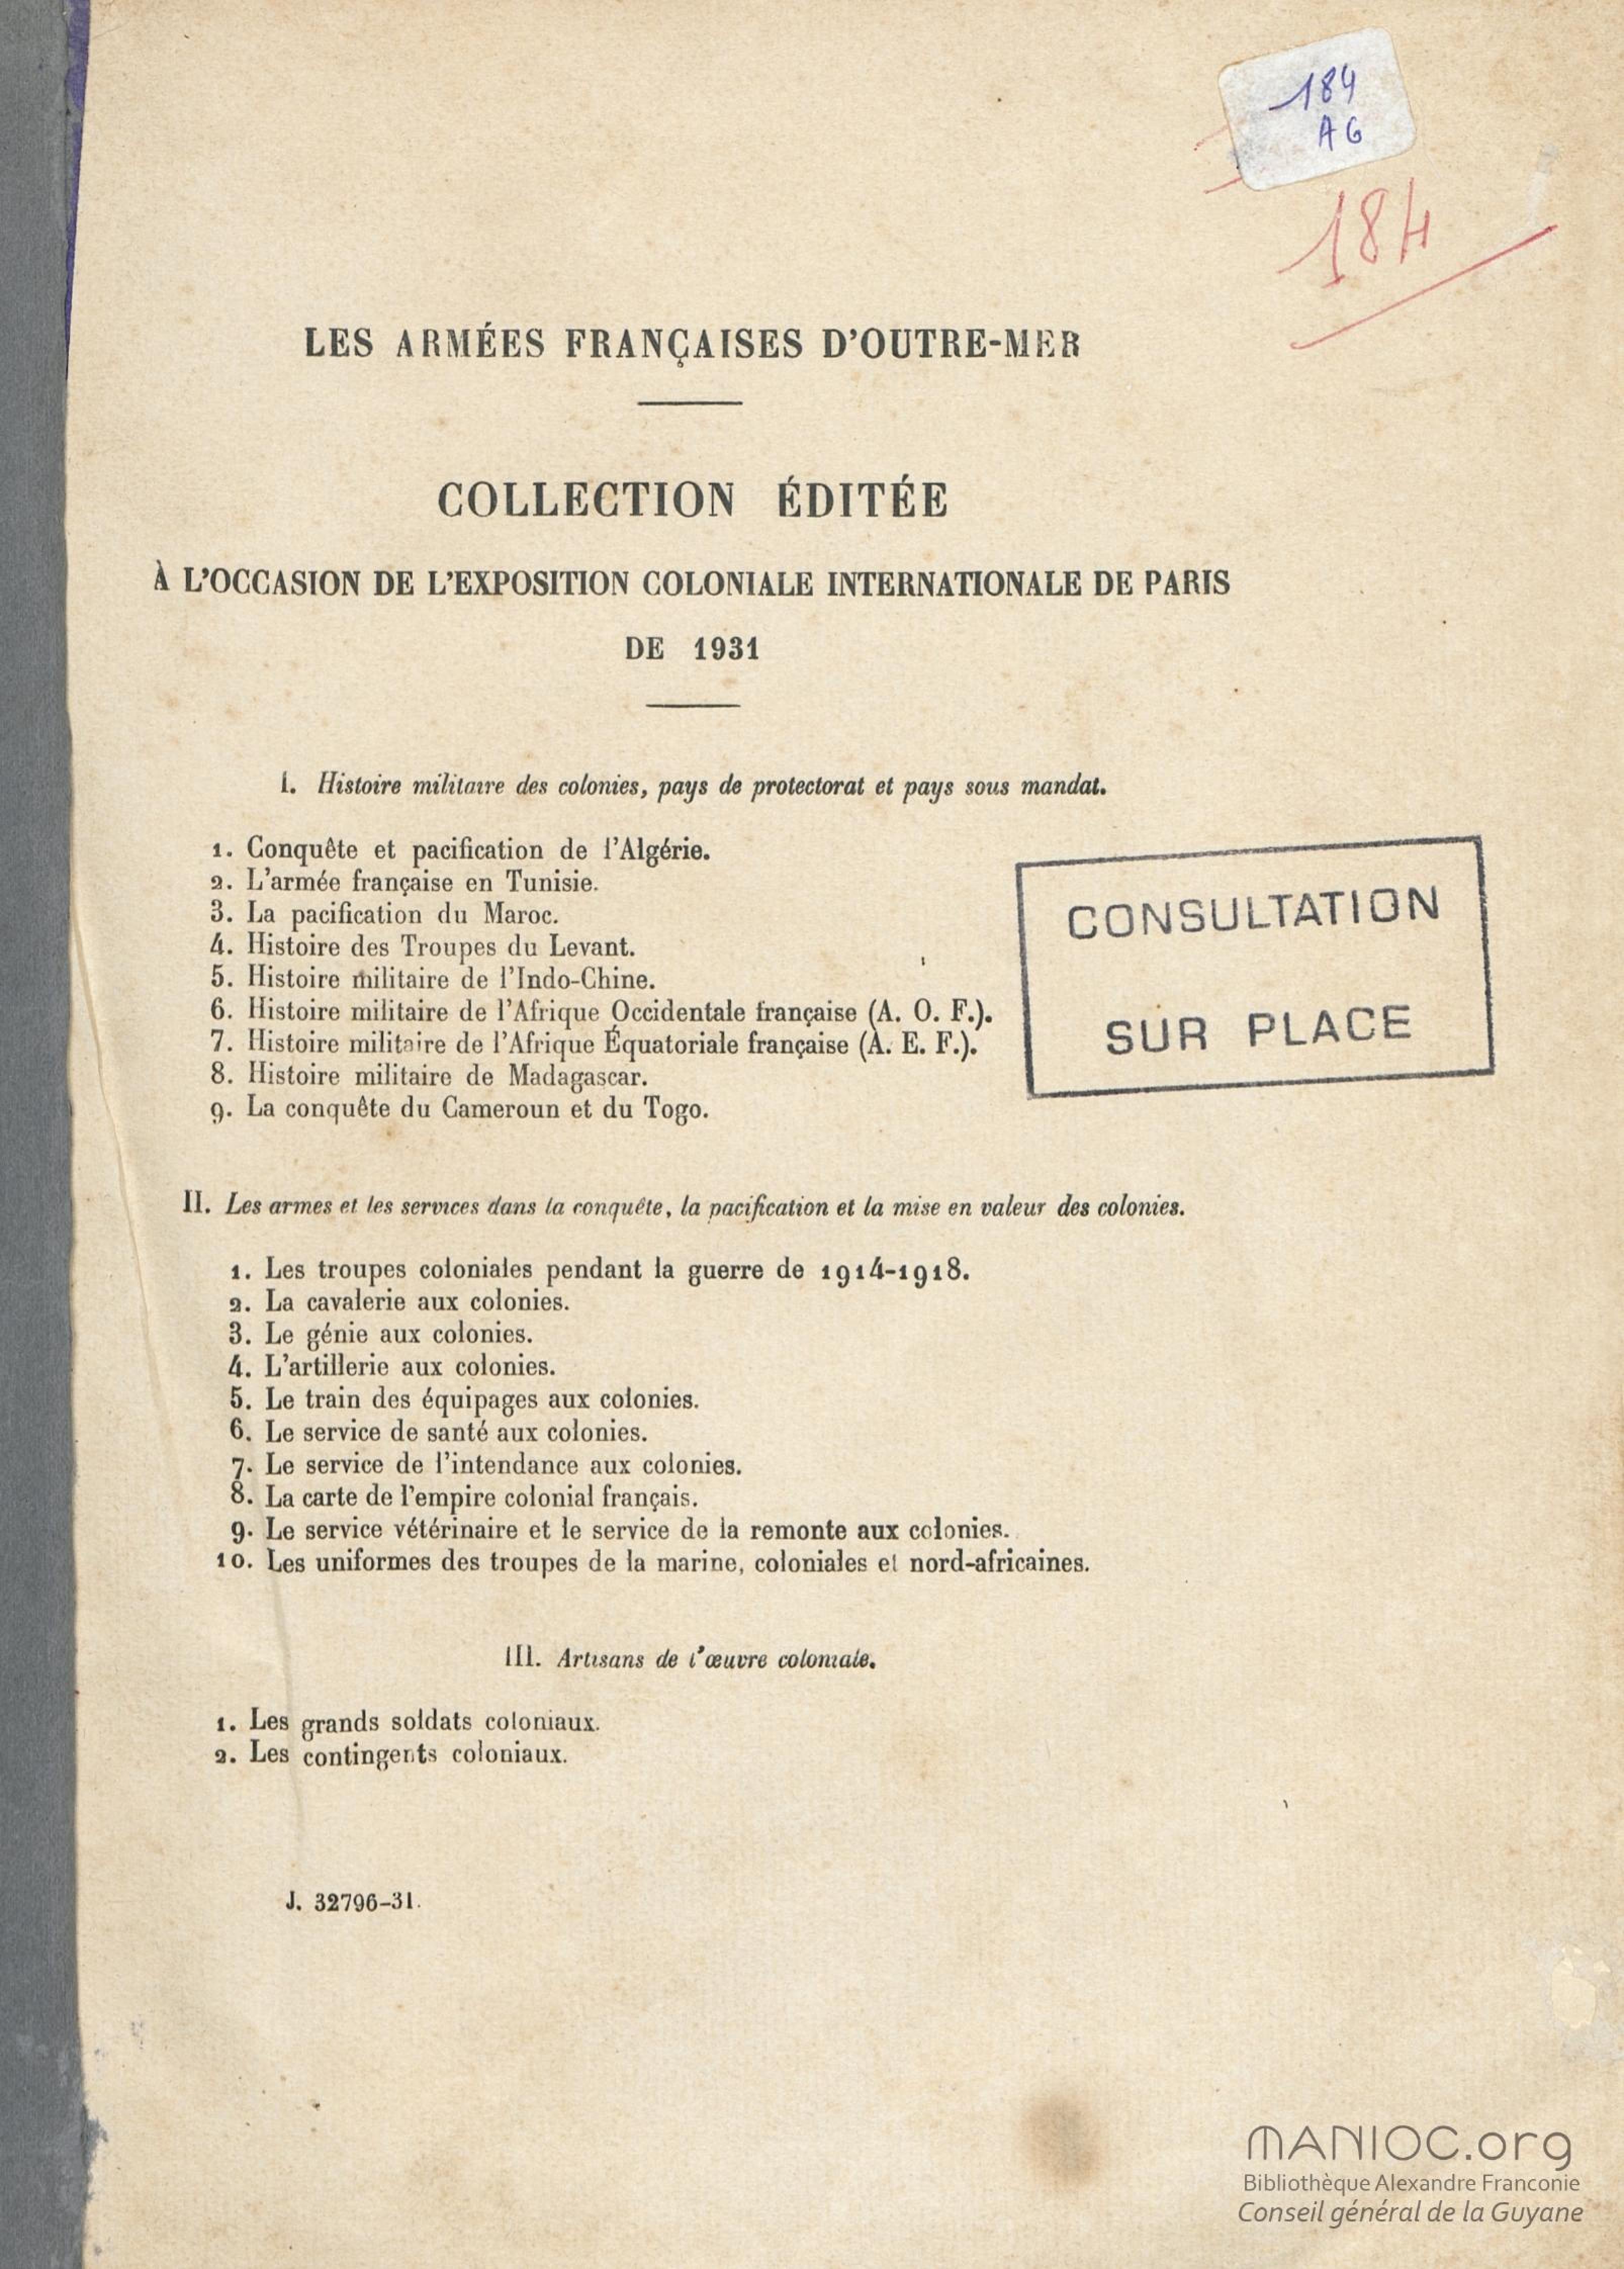 184
A G
184
LES ARMÉES FRANÇAISES D'OUTRE-MER
COLLECTION ÉDITÉE
À L'OCCASION DE L'EXPOSITION COLONIALE INTERNATIONALE DE PARIS
DE 1931
I. Histoire militaire des colonies, pays de protectorat et pays sous mandat.
1. Conquête et pacification de l'Algérie.
2. L'armée française en Tunisie.
3. La pacification du Maroc.
4. Histoire des Troupes du Levant.
5. Histoire militaire de l'Indo-Chine.
6. Histoire militaire de l'Afrique Occidentale française (A. O. F.).
7. Histoire militaire de l'Afrique Équatoriale française (A. E. F.).
8. Histoire militaire de Madagascar.
9. La conquête du Cameroun et du Togo.
CONSULTATION
SUR PLACE
II. Les armes et les services dans la conquête, la pacification et la mise en valeur des colonies.
1. Les troupes coloniales pendant la guerre de 1914-1918.
2. La cavalerie aux colonies.
3. Le génie aux colonies.
4. L'artillerie aux colonies.
5. Le train des équipages aux colonies.
6. Le service de santé aux colonies.
7. Le service de l'intendance aux colonies.
8. La carte de l'empire colonial français.
9. Le service vétérinaire et le service de la remonte aux colonies.
10. Les uniformes des troupes de la marine, coloniales et nord-africaines.
III. Artisans de l'œuvre coloniale.
1. Les grands soldats coloniaux.
2. Les contingents coloniaux.
J. 32796-31.
MANIOC.org
Bibliothèque Alexandre Franconie
Conseil général de la Guyane